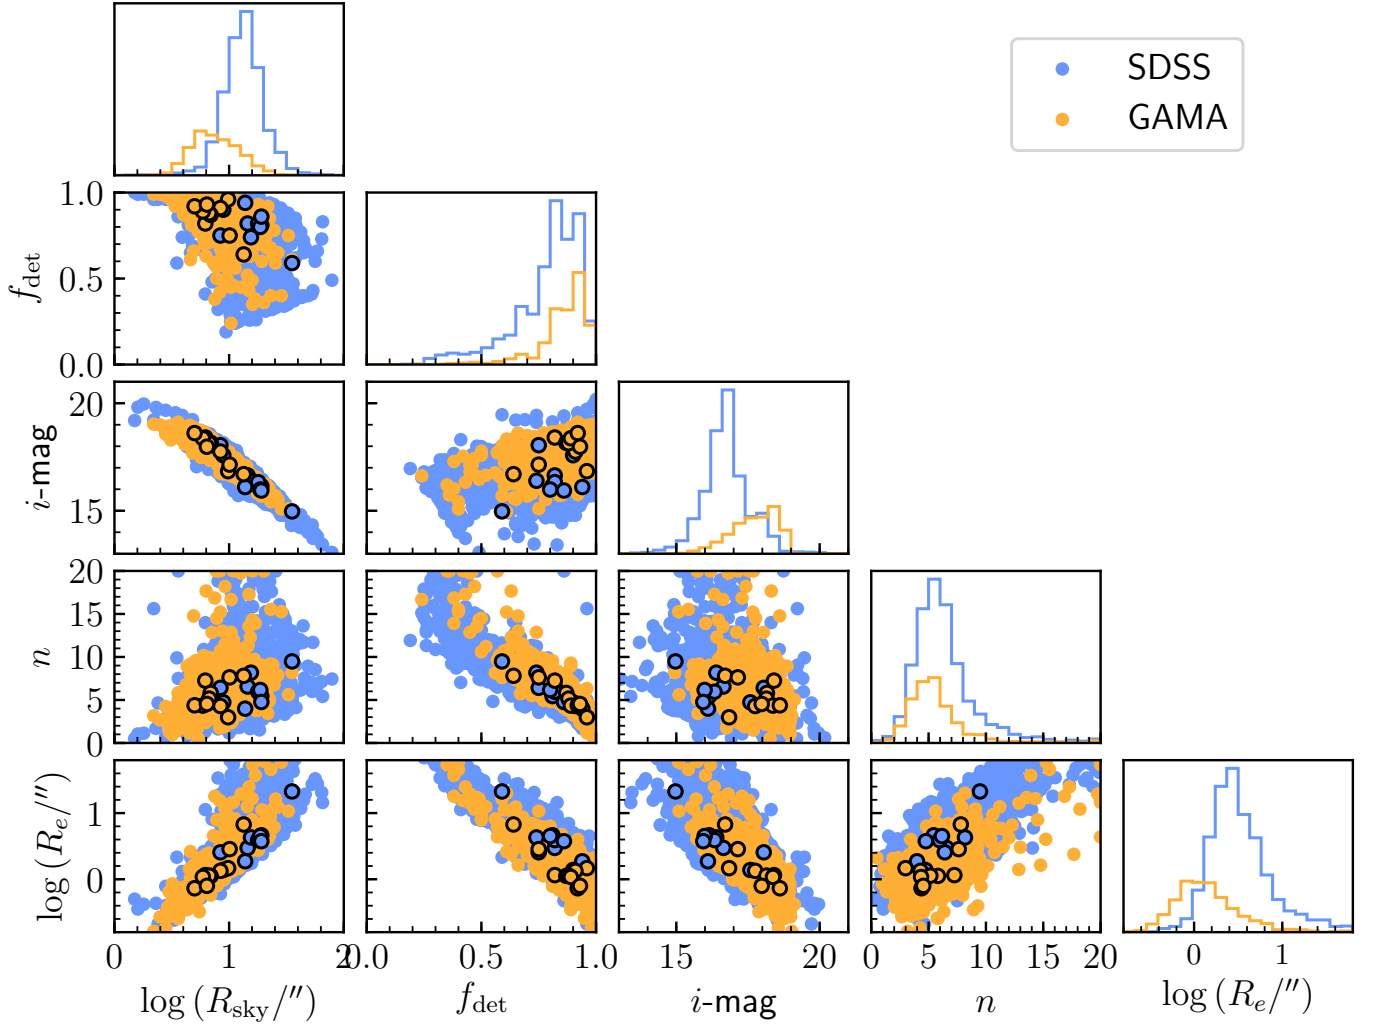 SDSS
GAMA
1.0
0.5
0.0
f_det
20
15
i-mag
20
15
10
5
0
n
1
0
log (R_e/″)
0 1 2
0.0 0.5 1.0
15 20
0 5 10 15 20
0 1
log (R_sky/″)
f_det
i-mag
n
log (R_e/″)